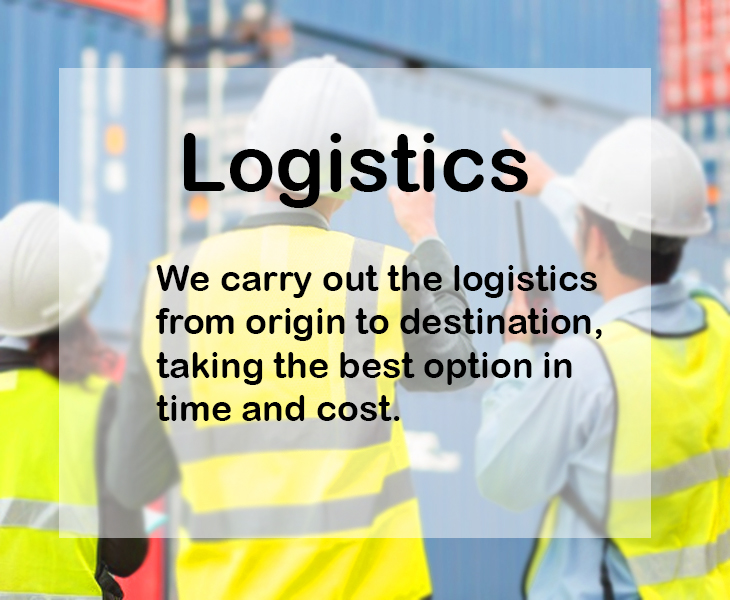 Logistics
We carry out the logistics
from origin to destination,
taking the best option in
time and cost.